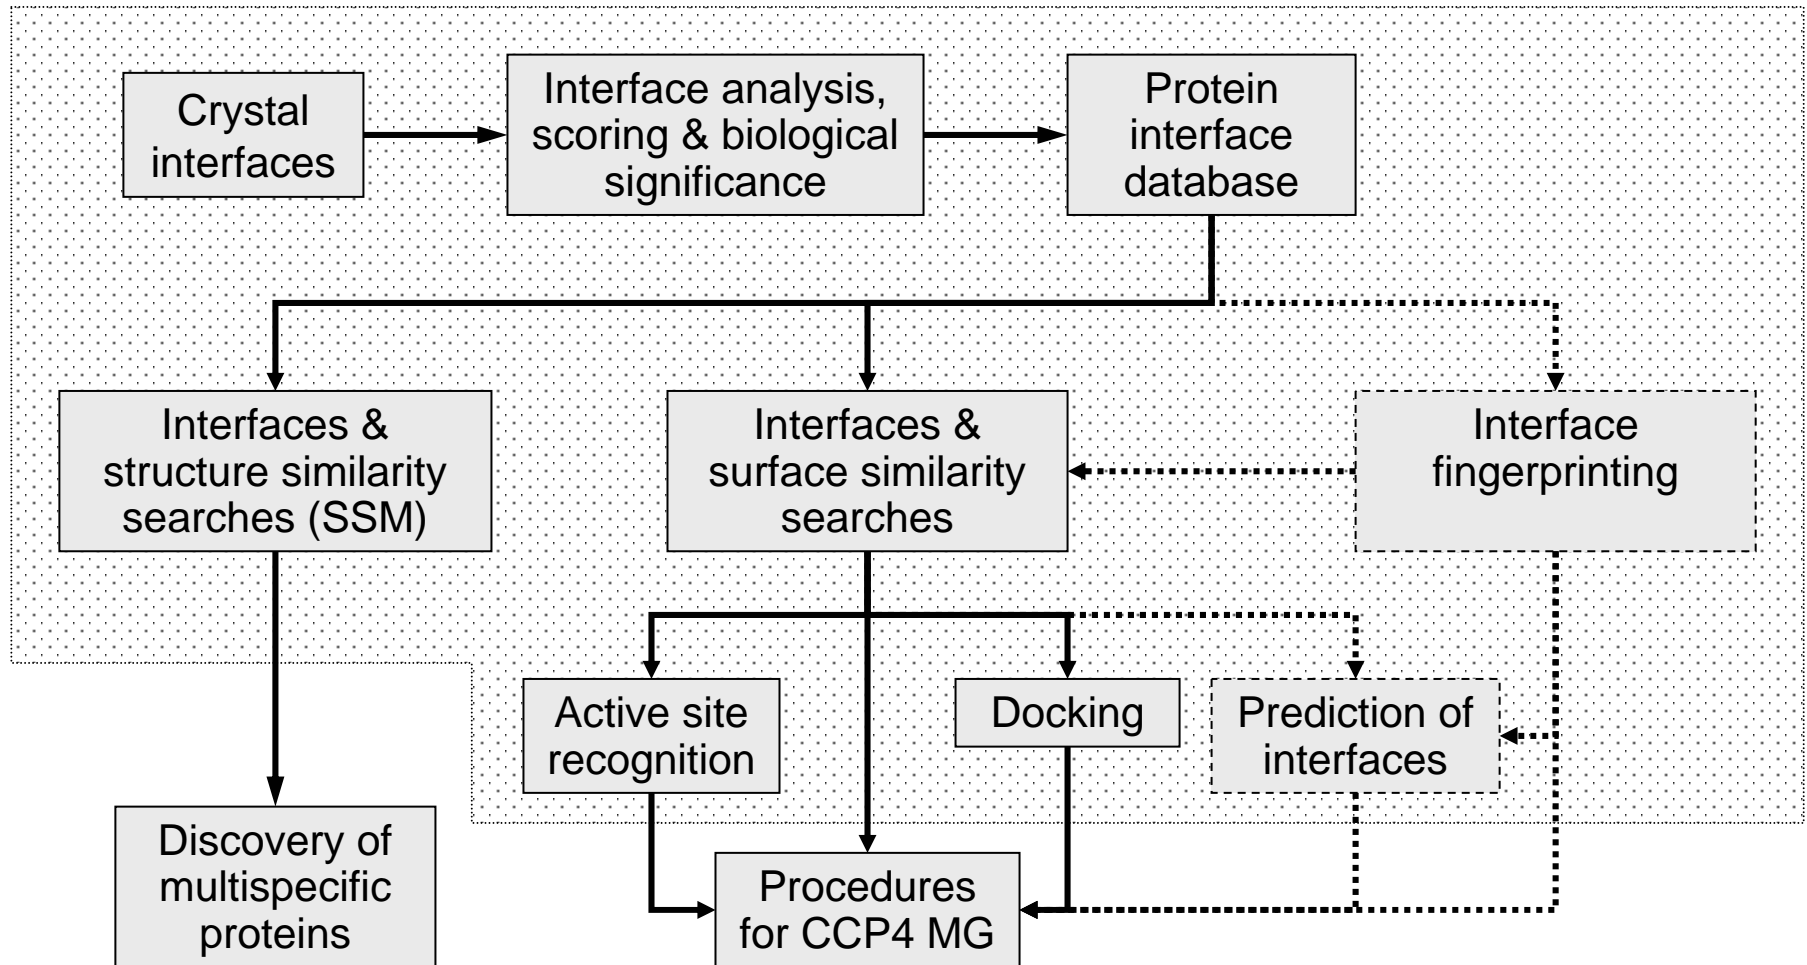 Crystal
interfaces
Interface analysis,
scoring & biological
significance
Protein
interface
database
Interfaces &
structure similarity
searches (SSM)
Interfaces &
surface similarity
searches
Interface
fingerprinting
Active site
recognition
Docking
Prediction of
interfaces
Discovery of
multispecific
proteins
Procedures
for CCP4 MG